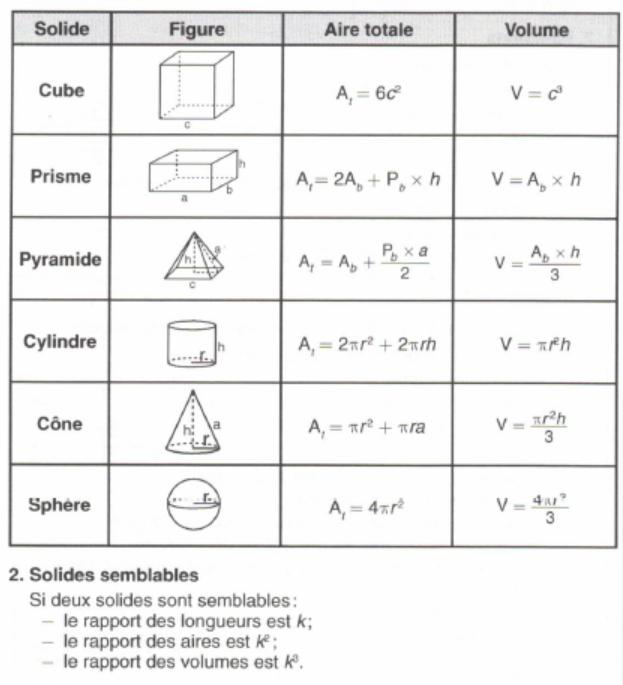 Solide Figure Aire totale Volume
Cube c Aₜ = 6c² V = c³
Prisme h b a Aₜ = 2A_b + P_b × h V = A_b × h
Pyramide h a c Aₜ = A_b + (P_b × a)/2 V = (A_b × h)/3
Cylindre h r Aₜ = 2πr² + 2πrh V = πr²h
Cône h a r Aₜ = πr² + πra V = πr²h/3
Sphère r Aₜ = 4πr² V = 4πr³/3
2. Solides semblables
Si deux solides sont semblables :
– le rapport des longueurs est k ;
– le rapport des aires est k² ;
– le rapport des volumes est k³.